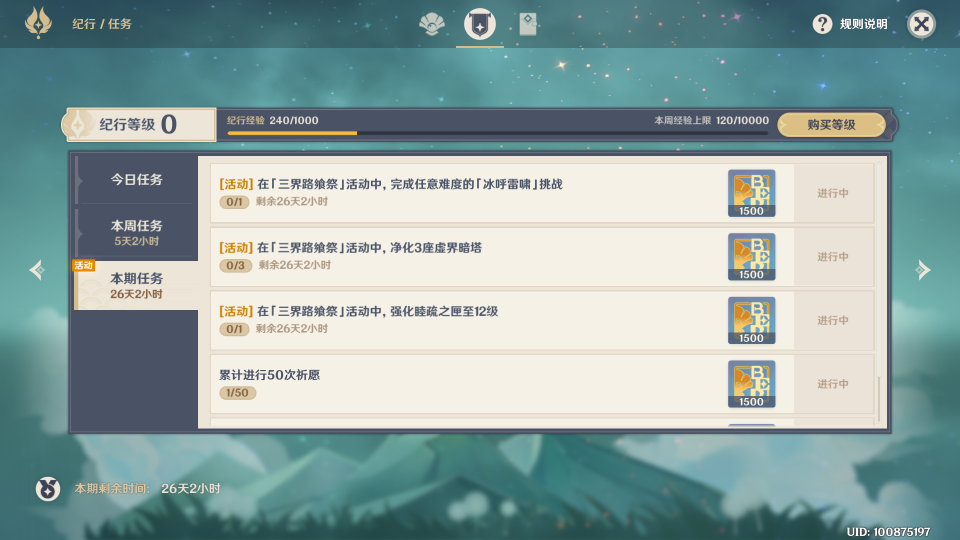 纪行 / 任务
? 规则说明
纪行等级 0
纪行经验 240/1000
本周经验上限 120/10000
购买等级
今日任务
本周任务
5天2小时
活动
本期任务
26天2小时
[活动] 在「三界路飨祭」活动中, 完成任意难度的「冰呼雷啸」挑战
0/1 剩余26天2小时
1500
进行中
[活动] 在「三界路飨祭」活动中, 净化3座虚界暗塔
0/3 剩余26天2小时
1500
进行中
[活动] 在「三界路飨祭」活动中, 强化睦疏之匣至12级
0/1 剩余26天2小时
1500
进行中
累计进行50次祈愿
1/50
BEP
1500
进行中
本期剩余时间: 26天2小时
UID: 100875197